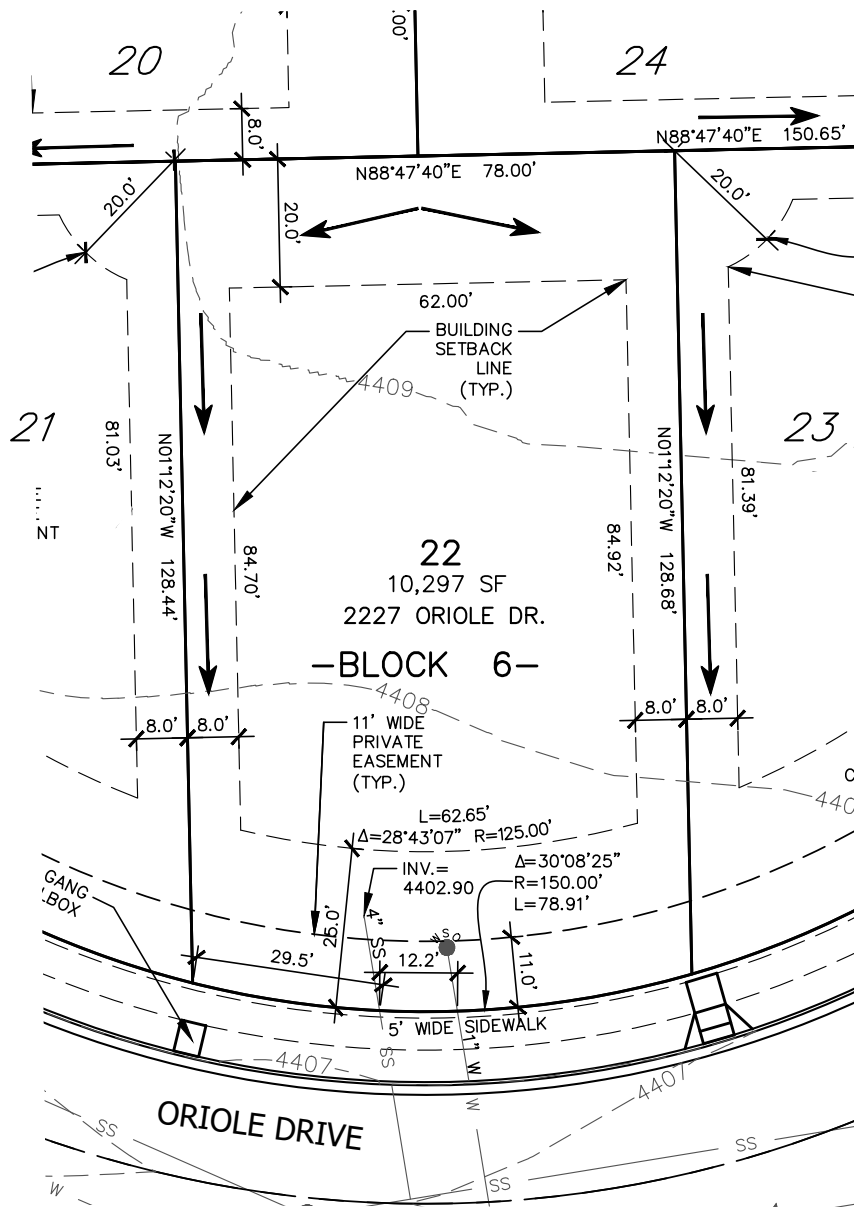 .00'
20
24
8.0'
N88°47'40"E 150.65'
N88°47'40"E 78.00'
20.0'
20.0'
20.0'
62.00'
BUILDING
SETBACK
LINE
(TYP.)
4409
21
23
81.03'
N01°12'20"W 128.44'
N01°12'20"W 128.68'
81.39'
NT
84.70'
84.92'
22
10,297 SF
2227 ORIOLE DR.
-BLOCK 6-
4408
8.0'
8.0'
8.0'
8.0'
11' WIDE
PRIVATE
EASEMENT
(TYP.)
C
440
L=62.65'
Δ=28°43'07" R=125.00'
INV.=
4402.90
Δ=30°08'25"
R=150.00'
L=78.91'
GANG
LBOX
25.0'
4" SS
WSO
29.5'
12.2'
11.0'
5' WIDE SIDEWALK
SS
1" W
W
4407
4407
ORIOLE DRIVE
SS
SS
SS
W